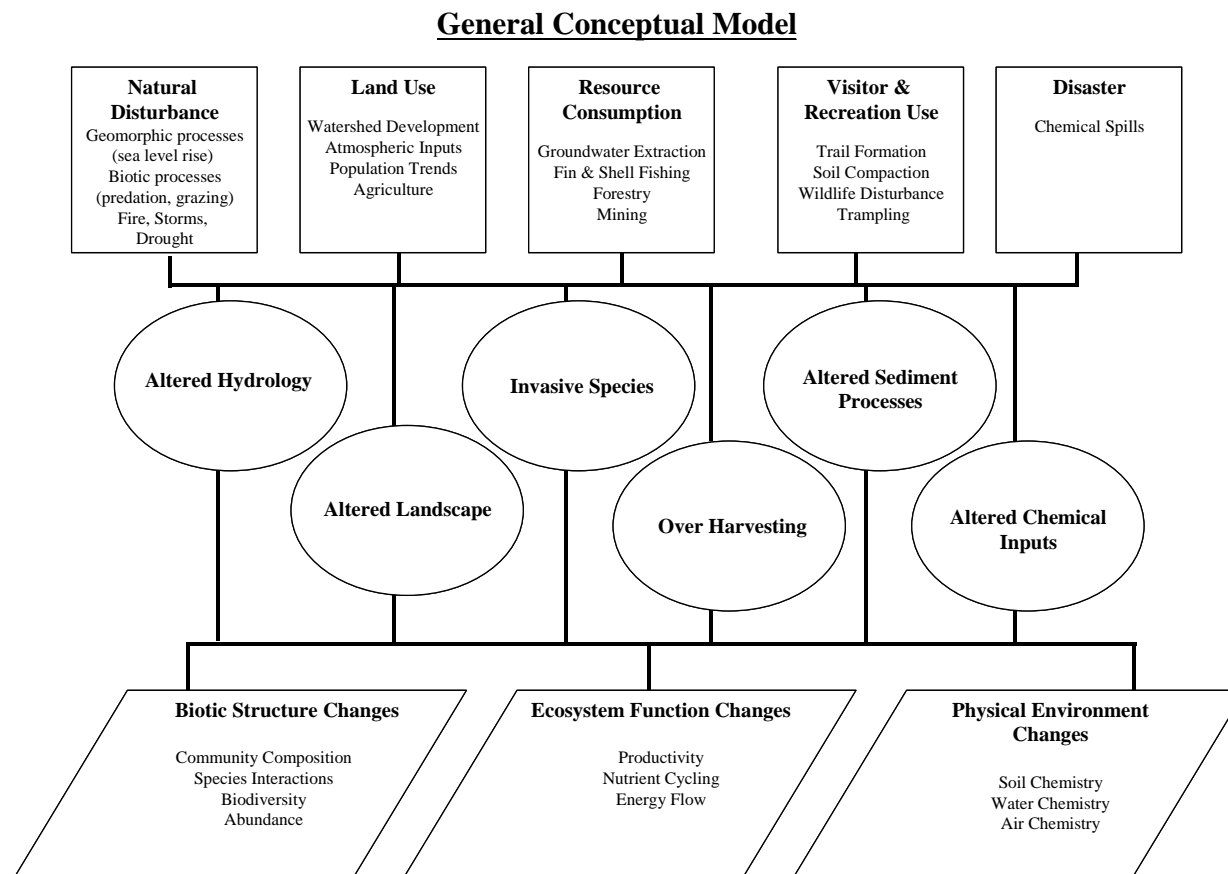 General Conceptual Model
Natural
Disturbance
Geomorphic processes
(sea level rise)
Biotic processes
(predation, grazing)
Fire, Storms,
Drought
Land Use
Watershed Development
Atmospheric Inputs
Population Trends
Agriculture
Resource
Consumption
Groundwater Extraction
Fin & Shell Fishing
Forestry
Mining
Visitor &
Recreation Use
Trail Formation
Soil Compaction
Wildlife Disturbance
Trampling
Disaster
Chemical Spills
Altered Hydrology
Invasive Species
Altered Sediment
Processes
Altered Landscape
Over Harvesting
Altered Chemical
Inputs
Biotic Structure Changes
Community Composition
Species Interactions
Biodiversity
Abundance
Ecosystem Function Changes
Productivity
Nutrient Cycling
Energy Flow
Physical Environment
Changes
Soil Chemistry
Water Chemistry
Air Chemistry